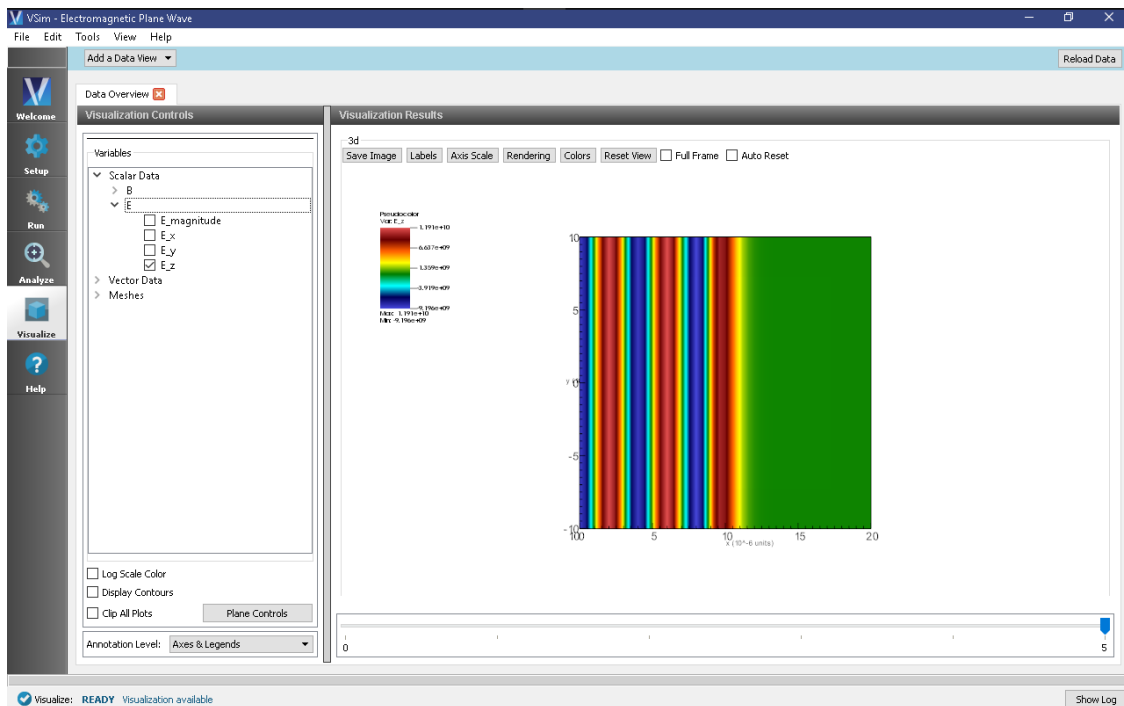 VSim - Electromagnetic Plane Wave
File Edit Tools View Help
Add a Data View
Reload Data
Data Overview
Welcome
Setup
Run
Analyze
Visualize
Help
Visualization Controls
Variables
Scalar Data
B
E
E_magnitude
E_x
E_y
E_z
Vector Data
Meshes
Log Scale Color
Display Contours
Clip All Plots
Plane Controls
Annotation Level: Axes & Legends
Visualization Results
3d
Save Image Labels Axis Scale Rendering Colors Reset View Full Frame Auto Reset
Pseudocolor
Var: E_z
1.191e+10
6.637e+09
1.359e+09
-3.919e+09
-9.196e+09
Max: 1.191e+10
Min: -9.196e+09
10
5
0
-5
-10
0 5 10 15 20
x (10^-6 units)
0 5
Visualize: READY Visualization available
Show Log